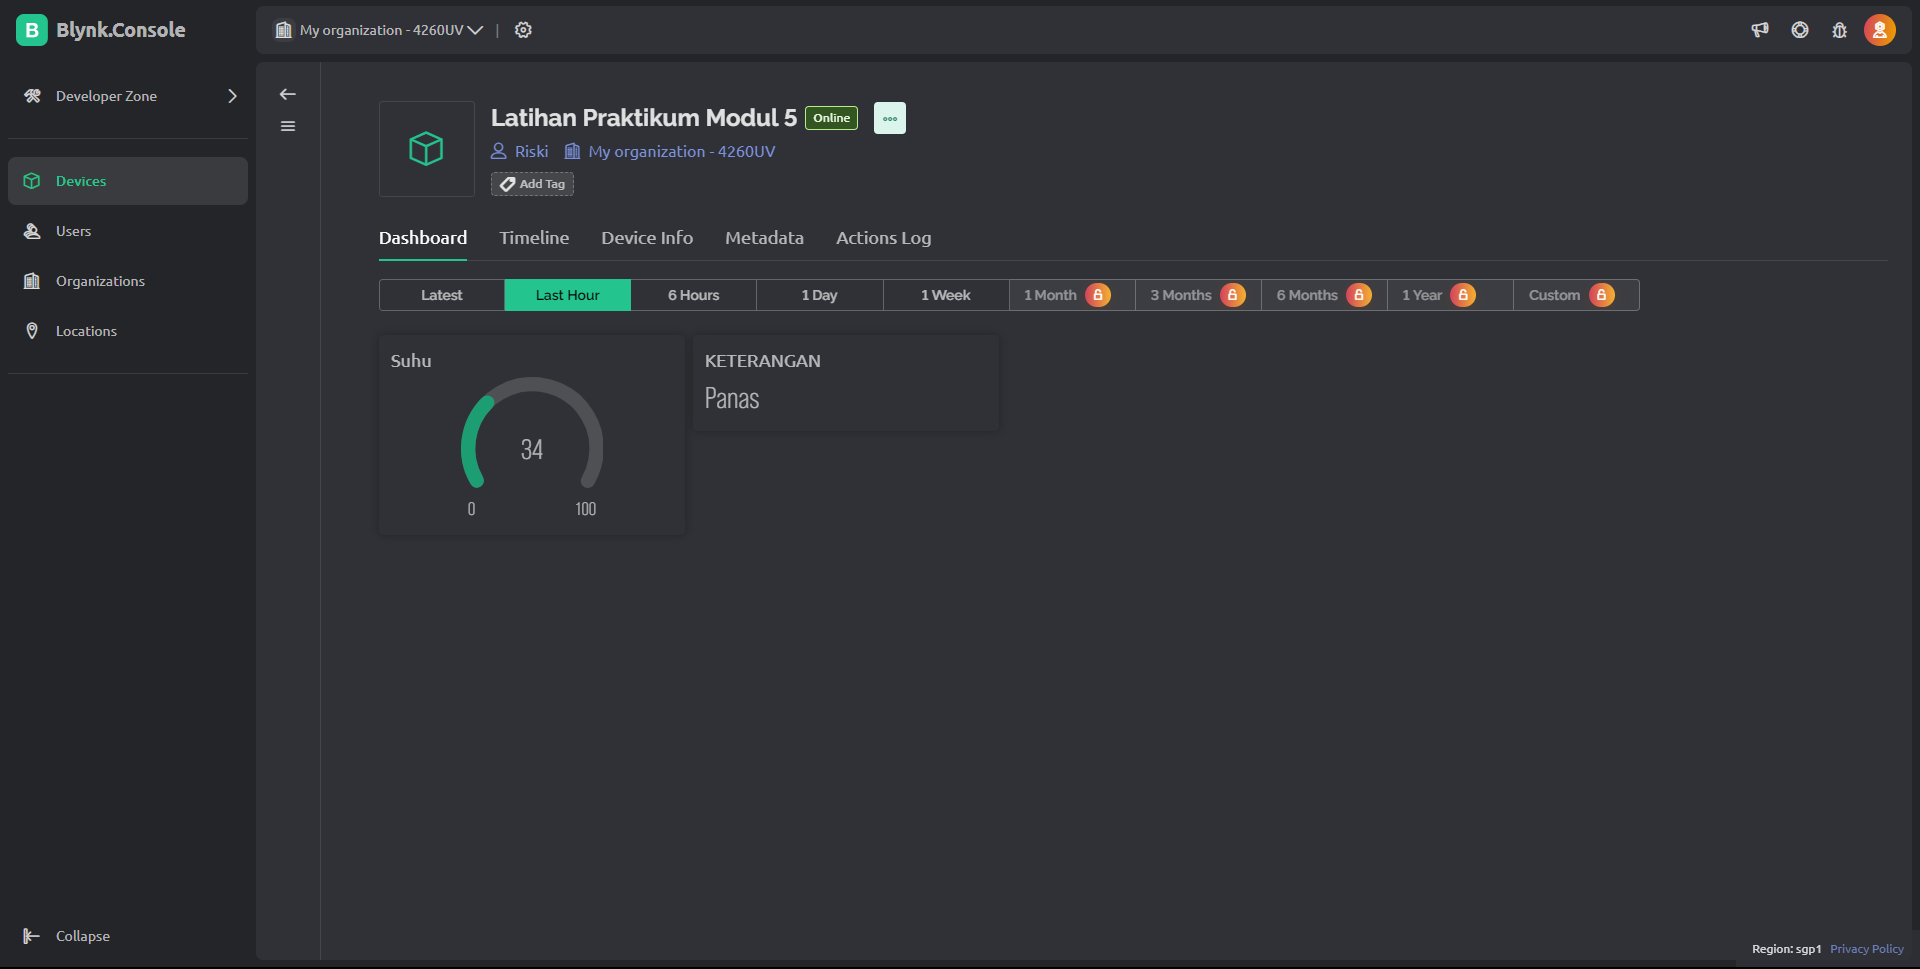 B Blynk.Console
My organization - 4260UV |
Developer Zone
Devices
Users
Organizations
Locations
Collapse
Latihan Praktikum Modul 5 Online
Riski My organization - 4260UV
Add Tag
Dashboard Timeline Device Info Metadata Actions Log
Latest Last Hour 6 Hours 1 Day 1 Week 1 Month 3 Months 6 Months 1 Year Custom
Suhu
34
0 100
KETERANGAN
Panas
Region: sgp1 Privacy Policy